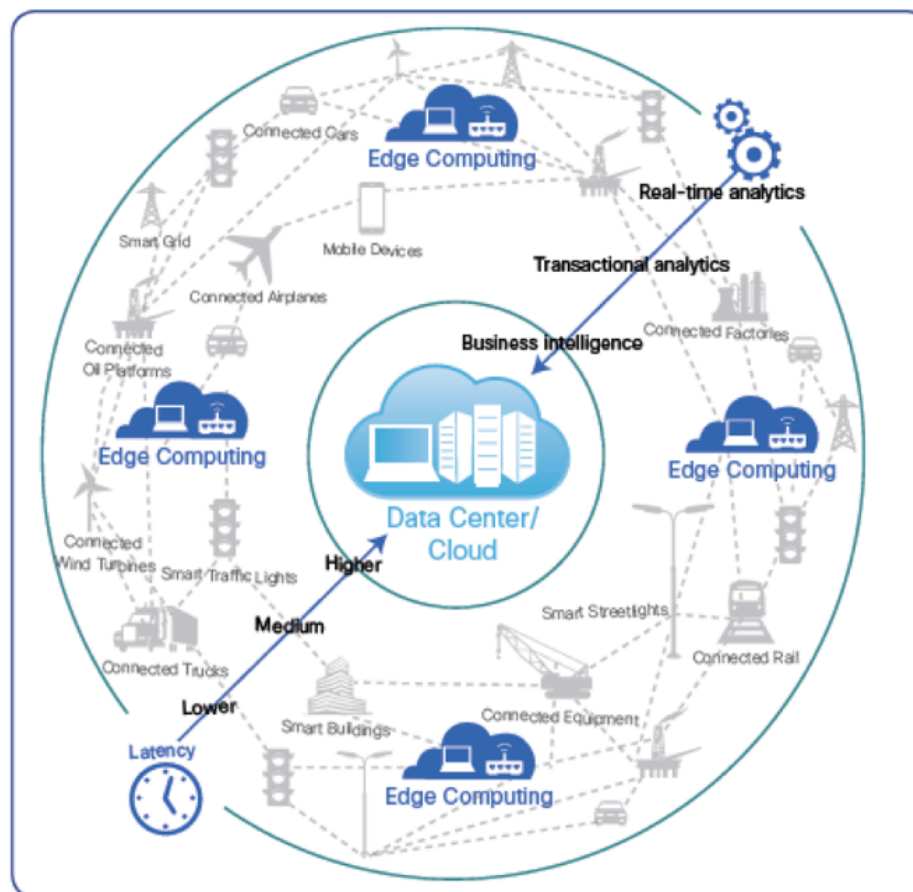 Connected Cars
Edge Computing
Real-time analytics
Smart Grid
Mobile Devices
Transactional analytics
Connected Airplanes
Connected
Oil Platforms
Business intelligence
Connected Factories
Edge Computing
Edge Computing
Data Center/
Cloud
Connected
Wind Turbines
Smart Traffic Lights
Higher
Medium
Smart Streetlights
Connected Trucks
Connected Rail
Lower
Smart Buildings
Connected Equipment
Latency
Edge Computing